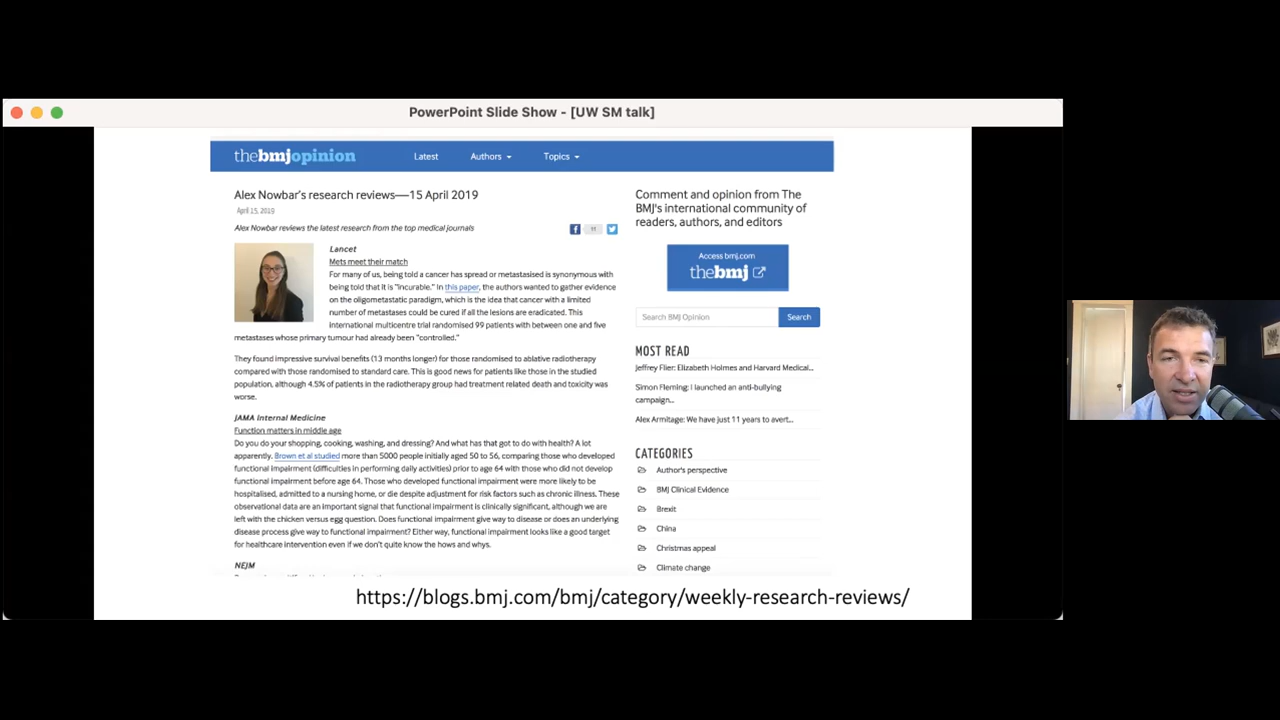 PowerPoint Slide Show - [UW SM talk]
thebmjopinion
Latest
Authors
Topics
Alex Nowbar's research reviews—15 April 2019
April 15, 2019
Alex Nowbar reviews the latest research from the top medical journals
11
Lancet
Mets meet their match
For many of us, being told a cancer has spread or metastasised is synonymous with
being told that it is "incurable." In this paper, the authors wanted to gather evidence
on the oligometastatic paradigm, which is the idea that cancer with a limited
number of metastases could be cured if all the lesions are eradicated. This
international multicentre trial randomised 99 patients with between one and five
metastases whose primary tumour had already been "controlled."
They found impressive survival benefits (13 months longer) for those randomised to ablative radiotherapy
compared with those randomised to standard care. This is good news for patients like those in the studied
population, although 4.5% of patients in the radiotherapy group had treatment related death and toxicity was
worse.
JAMA Internal Medicine
Function matters in middle age
Do you do your shopping, cooking, washing, and dressing? And what has that got to do with health? A lot
apparently. Brown et al studied more than 5000 people initially aged 50 to 56, comparing those who developed
functional impairment (difficulties in performing daily activities) prior to age 64 with those who did not develop
functional impairment before age 64. Those who developed functional impairment were more likely to be
hospitalised, admitted to a nursing home, or die despite adjustment for risk factors such as chronic illness. These
observational data are an important signal that functional impairment is clinically significant, although we are
left with the chicken versus egg question. Does functional impairment give way to disease or does an underlying
disease process give way to functional impairment? Either way, functional impairment looks like a good target
for healthcare intervention even if we don't quite know the hows and whys.
NEJM
Comment and opinion from The
BMJ's international community of
readers, authors, and editors
Access bmj.com
thebmj
Search BMJ Opinion
Search
MOST READ
Jeffrey Flier: Elizabeth Holmes and Harvard Medical...
Simon Fleming: I launched an anti-bullying
campaign...
Alex Armitage: We have just 11 years to avert...
CATEGORIES
Author's perspective
BMJ Clinical Evidence
Brexit
China
Christmas appeal
Climate change
https://blogs.bmj.com/bmj/category/weekly-research-reviews/